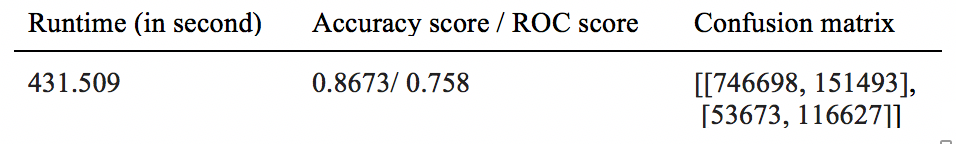 Runtime (in second) Accuracy score / ROC score Confusion matrix
431.509 0.8673/ 0.758 [[746698, 151493],
[53673, 116627]]